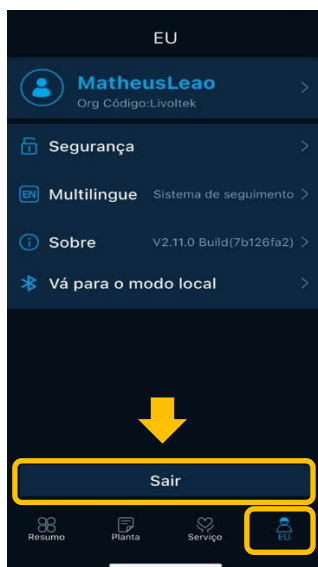 EU
MatheusLeao
Org Código:Livoltek
Segurança
EN Multilingue Sistema de seguimento
Sobre V2.11.0 Build(7b126fa2)
Vá para o modo local
Sair
Resumo Planta Serviço EU